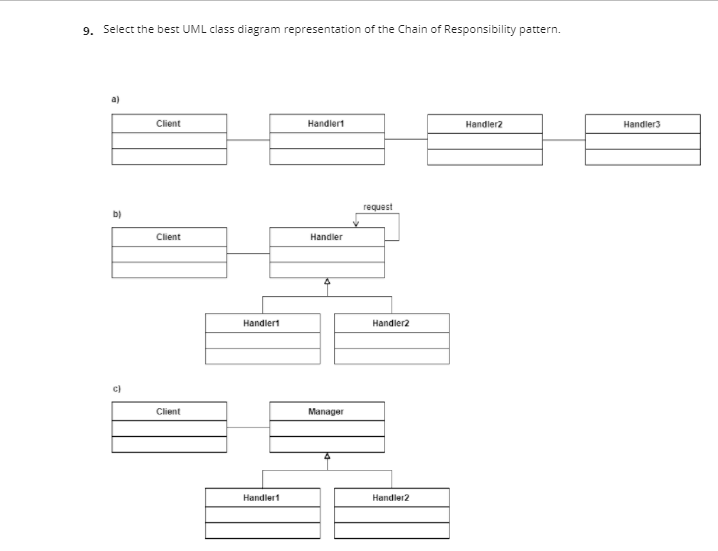 9. Select the best UML class diagram representation of the Chain of Responsibility pattern.
a)
Client Handler1 Handler2 Handler3
request
b)
Client Handler
Handler1 Handler2
c)
Client Manager
Handler1 Handler2